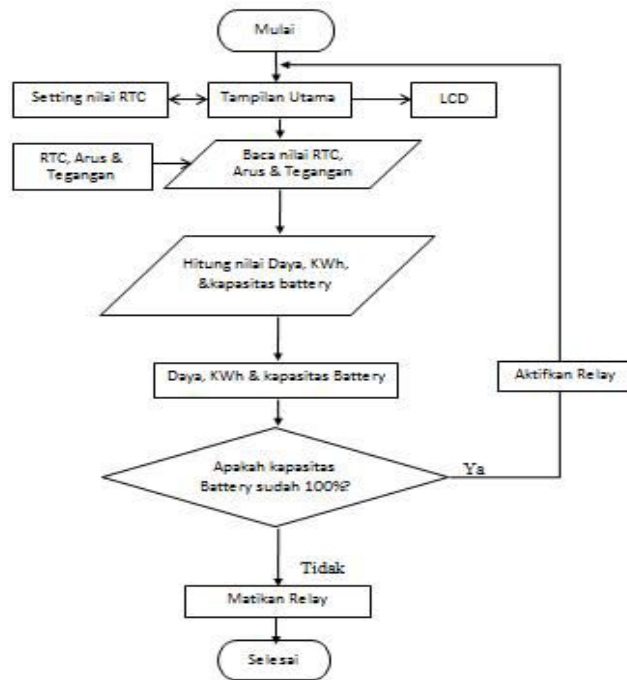 Mulai
Setting nilai RTC
Tampilan Utama
LCD
RTC, Arus &
Tegangan
Baca nilai RTC,
Arus & Tegangan
Hitung nilai Daya, KWh,
&kapasitas battery
Daya, KWh & kapasitas Battery
Aktifkan Relay
Apakah kapasitas
Battery sudah 100%?
Ya
Tidak
Matikan Relay
Selesai